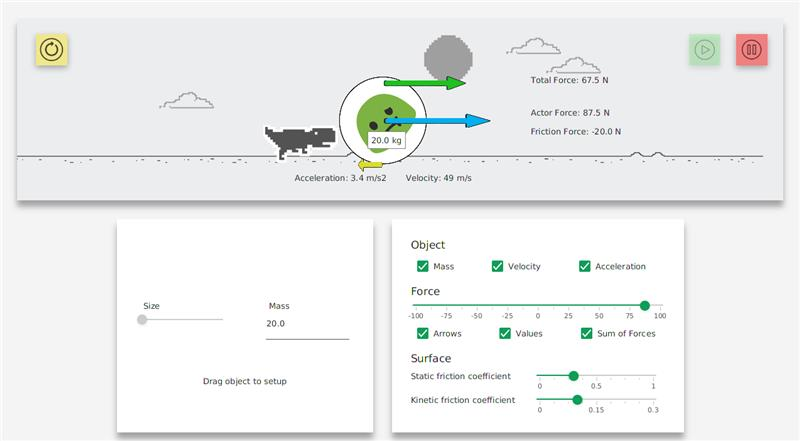 Total Force: 67.5 N
Actor Force: 87.5 N
Friction Force: -20.0 N
20.0 kg
Acceleration: 3.4 m/s2 Velocity: 49 m/s
Size
Mass
20.0
Drag object to setup
Object
Mass Velocity Acceleration
Force
-100 -75 -50 -25 0 25 50 75 100
Arrows Values Sum of Forces
Surface
Static friction coefficient
0 0.5 1
Kinetic friction coefficient
0 0.15 0.3